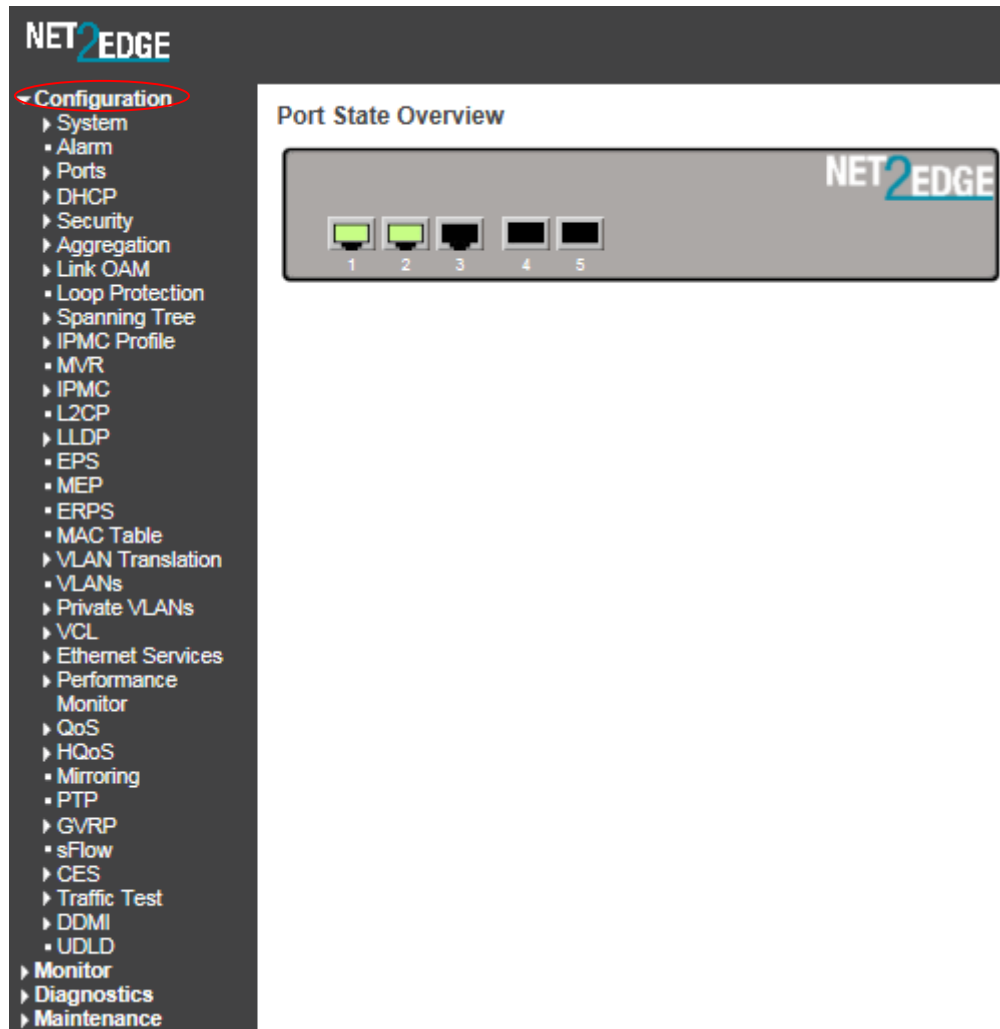 NET2EDGE
Configuration
System
Alarm
Ports
DHCP
Security
Aggregation
Link OAM
Loop Protection
Spanning Tree
IPMC Profile
MVR
IPMC
L2CP
LLDP
EPS
MEP
ERPS
MAC Table
VLAN Translation
VLANs
Private VLANs
VCL
Ethernet Services
Performance
Monitor
QoS
HQoS
Mirroring
PTP
GVRP
sFlow
CES
Traffic Test
DDMI
UDLD
Monitor
Diagnostics
Maintenance
Port State Overview
NET2EDGE
1 2 3 4 5